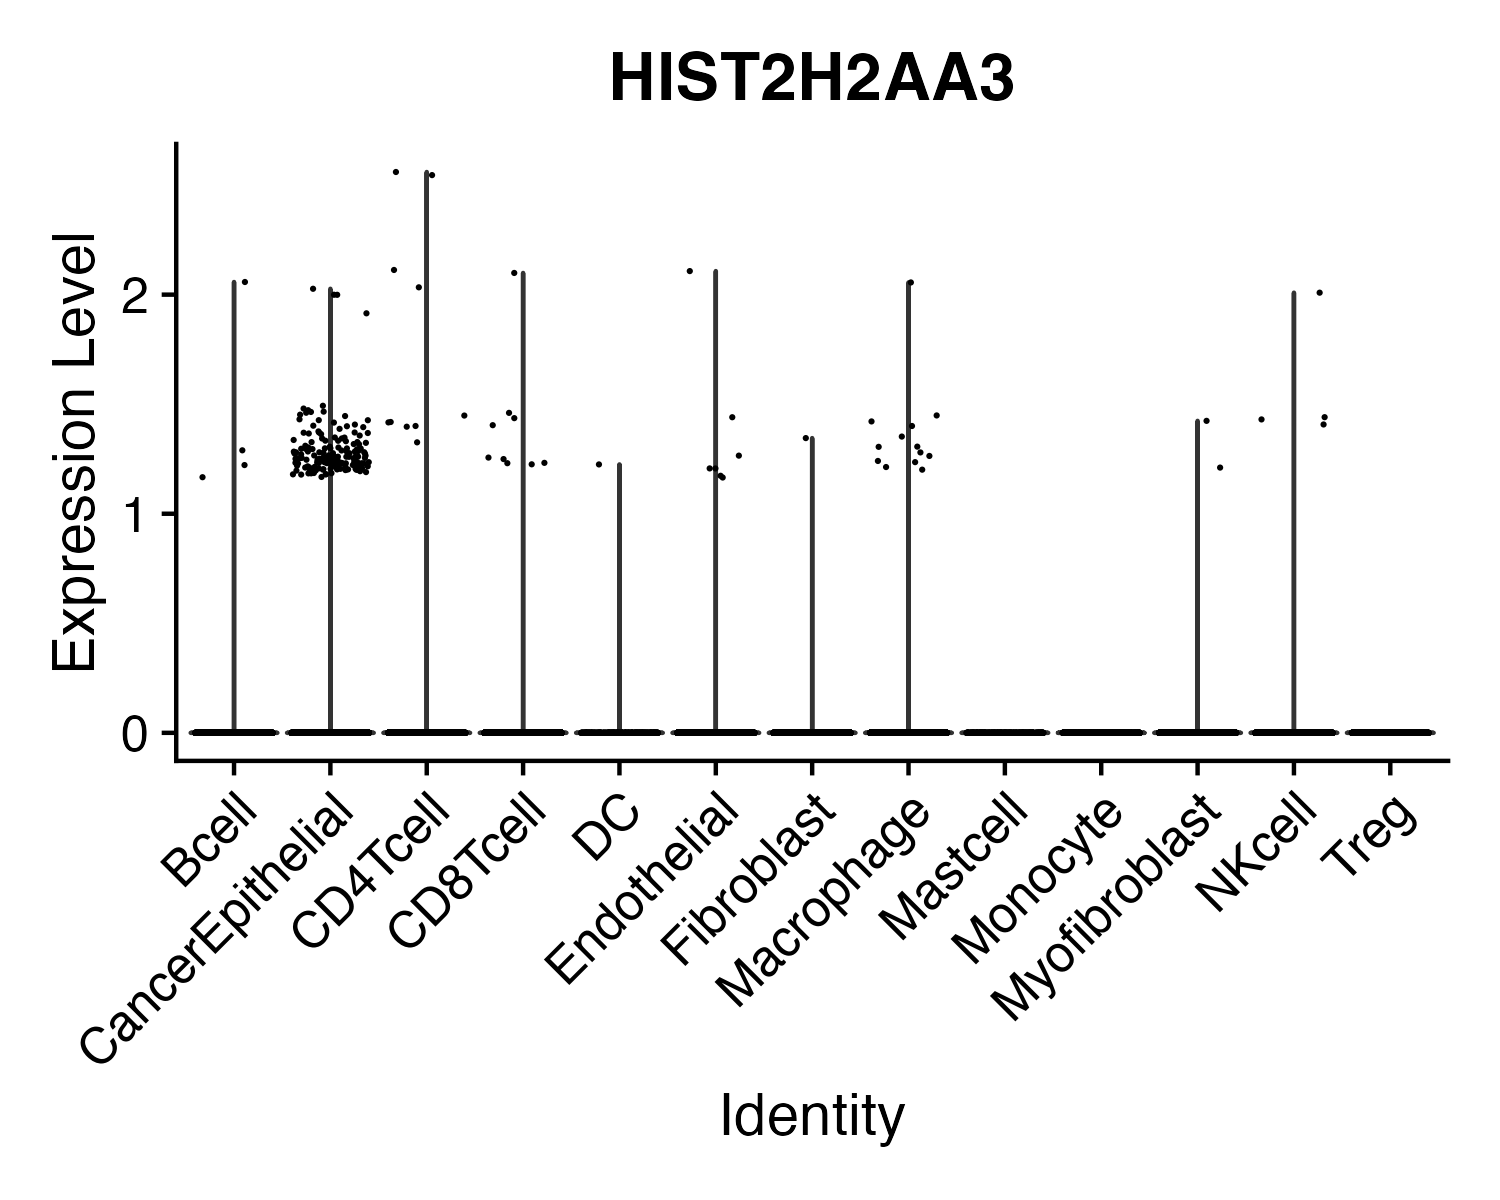 HIST2H2AA3
Expression Level
2
1
0
Bcell
CancerEpithelial
CD4Tcell
CD8Tcell
DC
Endothelial
Fibroblast
Macrophage
Mastcell
Monocyte
Myofibroblast
NKcell
Treg
Identity